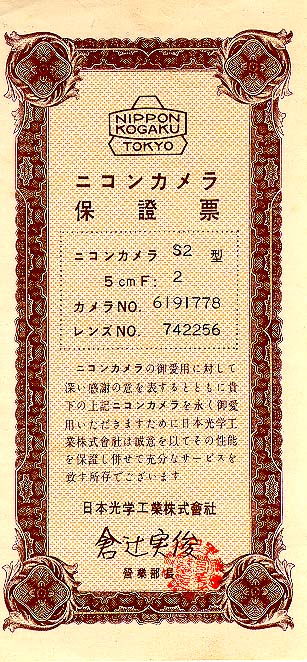 NIPPON
KOGAKU
TOKYO
ニコンカメラ
保證票
ニコンカメラ S2 型
5cmF: 2
カメラNO. 6191778
レンズNO. 742256
ニコンカメラの御愛用に対して
深い感謝の意を表するとともに貴
下の上記ニコンカメラを永く御愛
用いただきますために日本光学工
業株式會社は誠意を以てその性能
を保証し併せて充分なサービスを
致す所存でございます
日本光学工業株式會社
倉辻実俊
営業部長